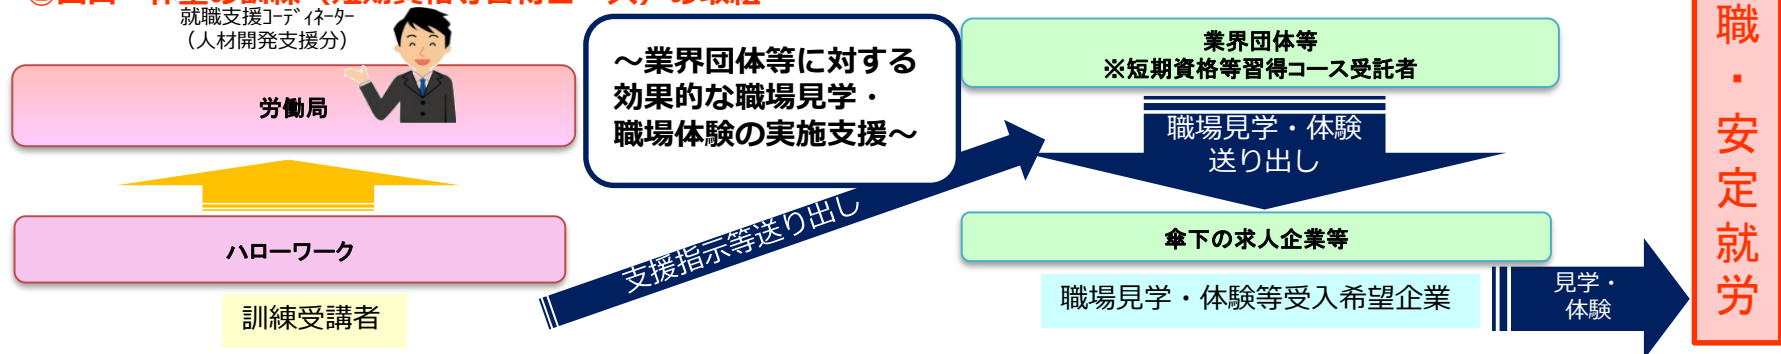 就職支援ｺｰﾃﾞｨﾈｰﾀｰ
（人材開発支援分）
労働局
ハローワーク
訓練受講者
～業界団体等に対する
効果的な職場見学・
職場体験の実施支援～
支援指示等送り出し
業界団体等
※短期資格等習得コース受託者
職場見学・体験
送り出し
傘下の求人企業等
職場見学・体験等受入希望企業
見学・
体験
職・安定就労